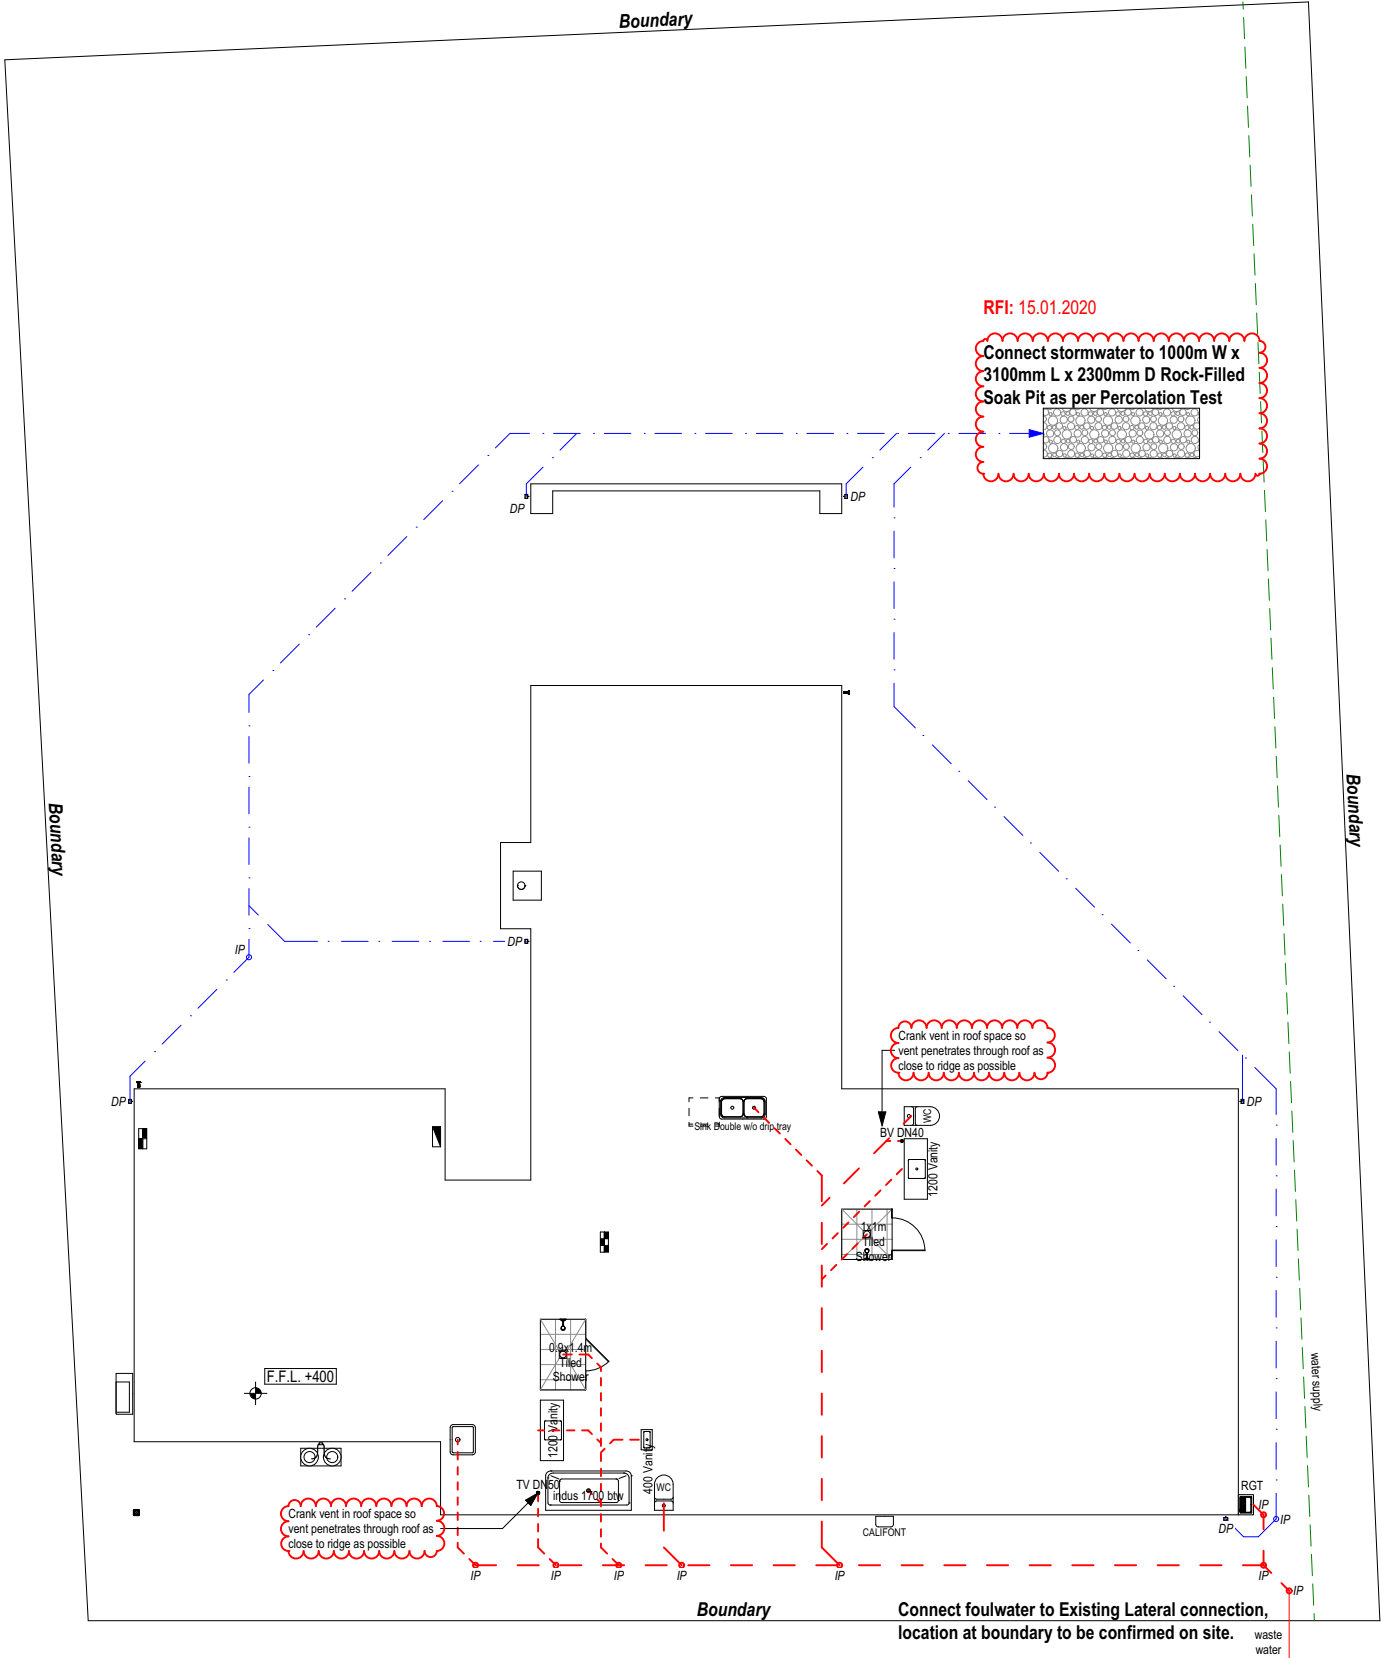 Boundary
RFI: 15.01.2020
Connect stormwater to 1000m W x
3100mm L x 2300mm D Rock-Filled
Soak Pit as per Percolation Test
DP
DP
Boundary
Boundary
IP
DP
Crank vent in roof space so
vent penetrates through roof as
close to ridge as possible
DP
DP
Sink Double w/o drip tray
WC
BV DN40
1200 Vanity
1x1m
Tiled
Shower
0.9x1.4m
Tiled
Shower
F.F.L. +400
water supply
1200 Vanity
400 Vanity
TV DN50
indus 1700 btw
WC
RGT
IP
IP
DP
CALIFONT
Crank vent in roof space so
vent penetrates through roof as
close to ridge as possible
IP
IP
IP
IP
IP
IP
IP
Boundary
Connect foulwater to Existing Lateral connection,
location at boundary to be confirmed on site.
waste
water